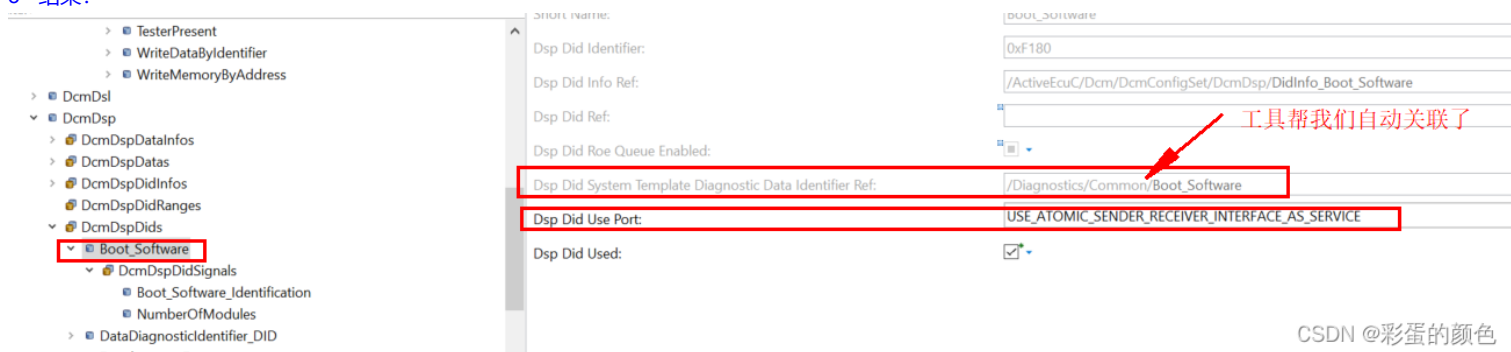 结果:
TesterPresent
WriteDataByIdentifier
WriteMemoryByAddress
DcmDsl
DcmDsp
DcmDspDataInfos
DcmDspDatas
DcmDspDidInfos
DcmDspDidRanges
DcmDspDids
Boot_Software
DcmDspDidSignals
Boot_Software_Identification
NumberOfModules
DataDiagnosticIdentifier_DID
Short Name: Boot_Software
Dsp Did Identifier: 0xF180
Dsp Did Info Ref: /ActiveEcuC/Dcm/DcmConfigSet/DcmDsp/DidInfo_Boot_Software
Dsp Did Ref:
工具帮我们自动关联了
Dsp Did Roe Queue Enabled:
Dsp Did System Template Diagnostic Data Identifier Ref: /Diagnostics/Common/Boot_Software
Dsp Did Use Port: USE_ATOMIC_SENDER_RECEIVER_INTERFACE_AS_SERVICE
Dsp Did Used:
CSDN @彩蛋的颜色